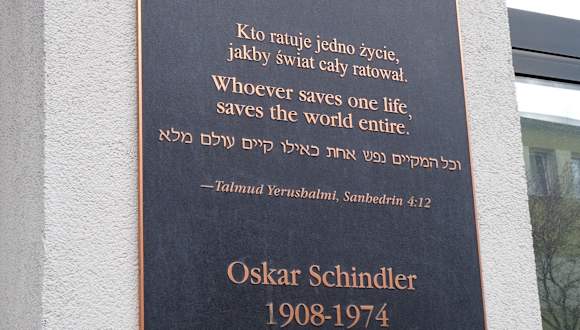 Kto ratuje jedno życie,
jakby świat cały ratował.
Whoever saves one life,
saves the world entire.
וכל המקיים נפש אחת כאילו קיים עולם מלא
—Talmud Yerushalmi, Sanhedrin 4:12
Oskar Schindler
1908-1974